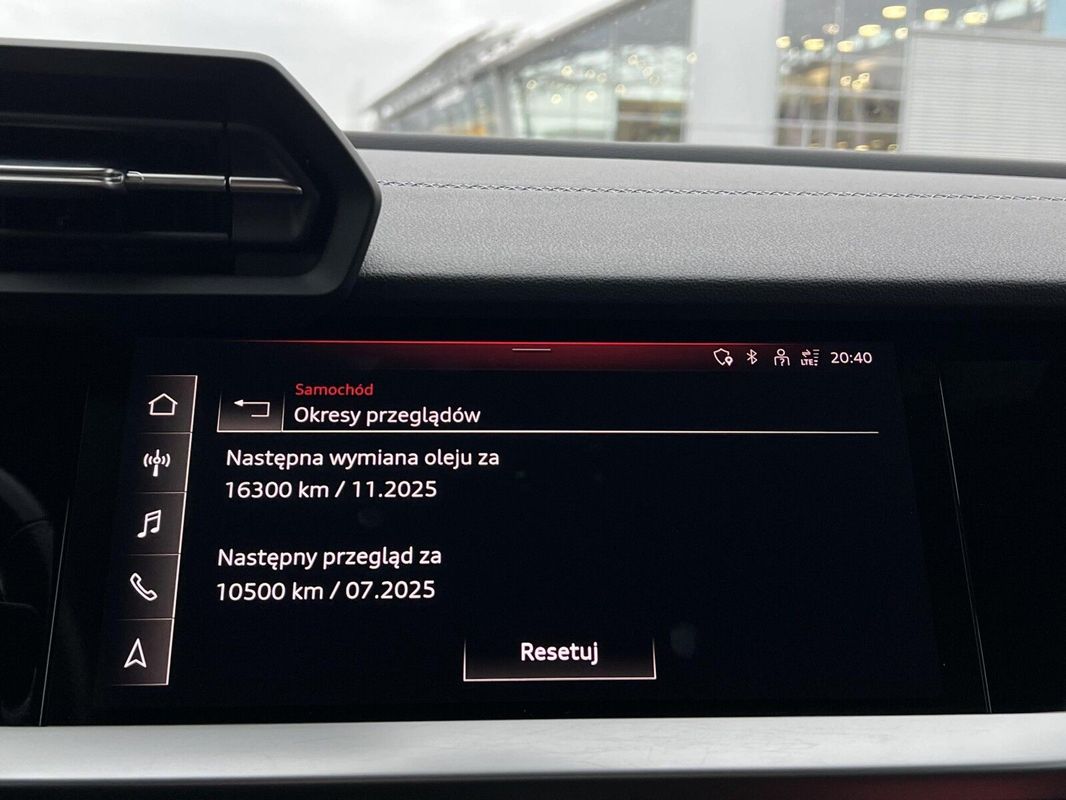 LTE 20:40
Samochód
Okresy przeglądów
Następna wymiana oleju za
16300 km / 11.2025
Następny przegląd za
10500 km / 07.2025
Resetuj